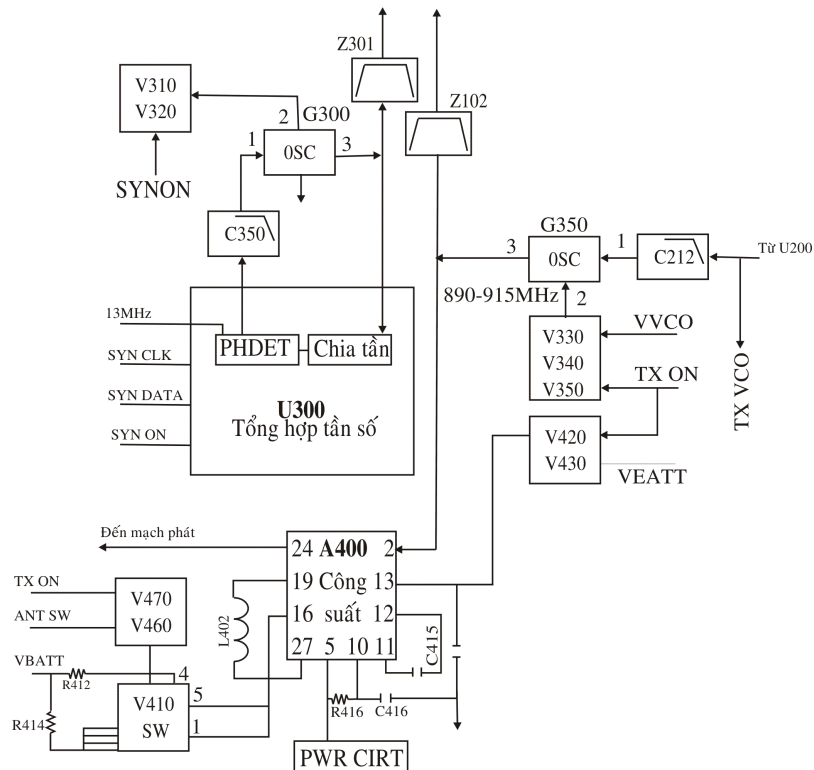 Z301
Z102
V310
V320
SYNON
2
G300
1
0SC
3
C350
G350
3
0SC
1
C212
Từ U200
890-915MHz
2
V330
V340
V350
VVCO
TX ON
TX VCO
V420
V430
VEATT
13MHz
SYN CLK
SYN DATA
SYN ON
PHDET
Chia tần
U300
Tổng hợp tần số
Đến mạch phát
24 A400 2
19 Công 13
16 suất 12
27 5 10 11
L402
C415
R416
C416
PWR CIRT
TX ON
ANT SW
V470
V460
VBATT
R412
4
R414
V410
SW
5
1